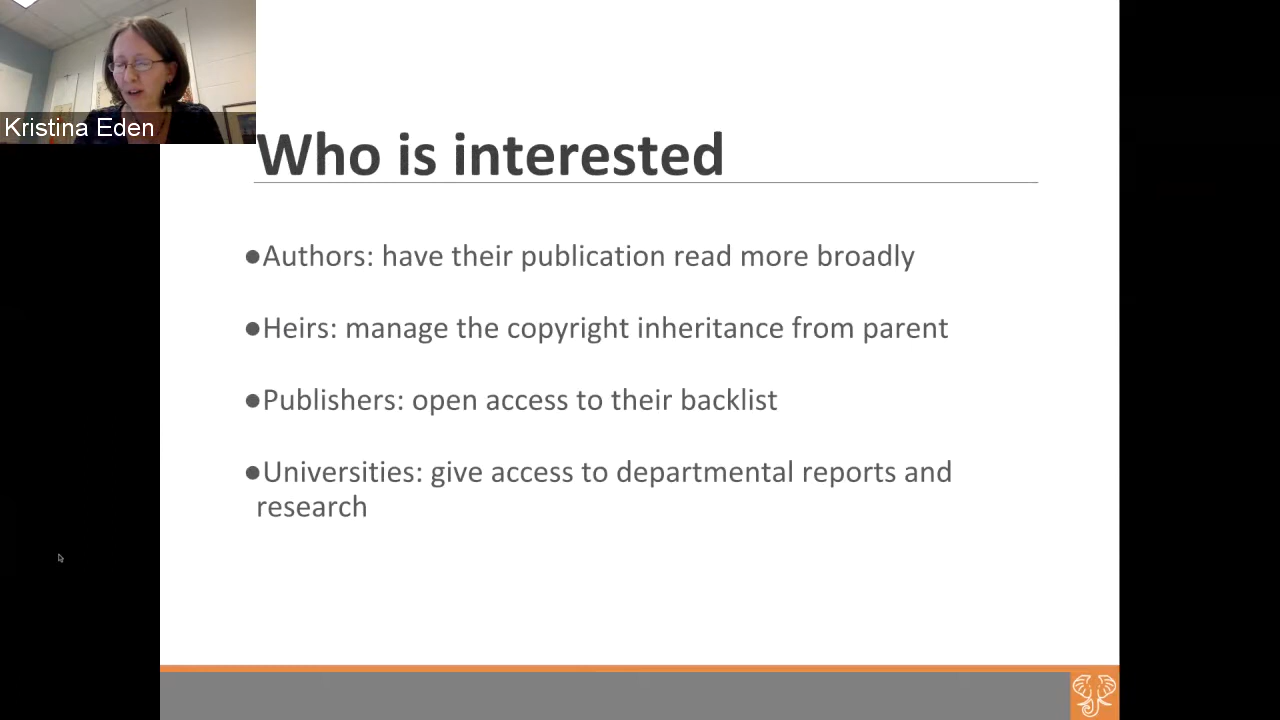 Kristina Eden
Who is interested
●Authors: have their publication read more broadly
●Heirs: manage the copyright inheritance from parent
●Publishers: open access to their backlist
●Universities: give access to departmental reports and
research